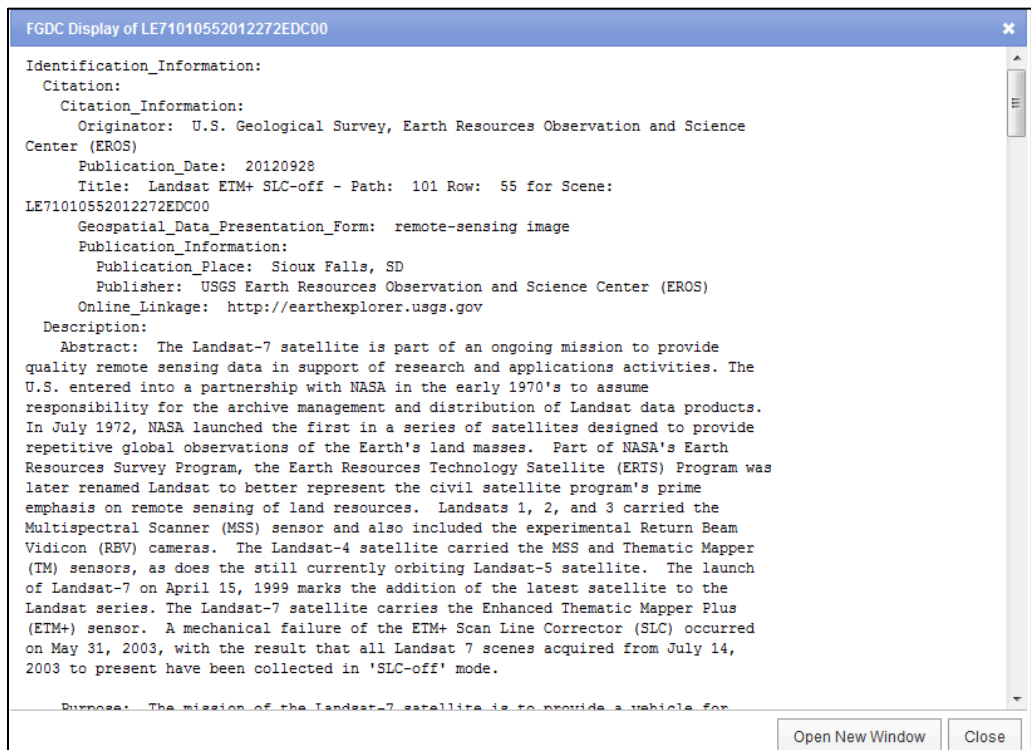 FGDC Display of LE71010552012272EDC00
Identification_Information:
Citation:
Citation_Information:
Originator: U.S. Geological Survey, Earth Resources Observation and Science
Center (EROS)
Publication_Date: 20120928
Title: Landsat ETM+ SLC-off - Path: 101 Row: 55 for Scene:
LE71010552012272EDC00
Geospatial_Data_Presentation_Form: remote-sensing image
Publication_Information:
Publication_Place: Sioux Falls, SD
Publisher: USGS Earth Resources Observation and Science Center (EROS)
Online_Linkage: http://earthexplorer.usgs.gov
Description:
Abstract: The Landsat-7 satellite is part of an ongoing mission to provide
quality remote sensing data in support of research and applications activities. The
U.S. entered into a partnership with NASA in the early 1970's to assume
responsibility for the archive management and distribution of Landsat data products.
In July 1972, NASA launched the first in a series of satellites designed to provide
repetitive global observations of the Earth's land masses. Part of NASA's Earth
Resources Survey Program, the Earth Resources Technology Satellite (ERTS) Program was
later renamed Landsat to better represent the civil satellite program's prime
emphasis on remote sensing of land resources. Landsats 1, 2, and 3 carried the
Multispectral Scanner (MSS) sensor and also included the experimental Return Beam
Vidicon (RBV) cameras. The Landsat-4 satellite carried the MSS and Thematic Mapper
(TM) sensors, as does the still currently orbiting Landsat-5 satellite. The launch
of Landsat-7 on April 15, 1999 marks the addition of the latest satellite to the
Landsat series. The Landsat-7 satellite carries the Enhanced Thematic Mapper Plus
(ETM+) sensor. A mechanical failure of the ETM+ Scan Line Corrector (SLC) occurred
on May 31, 2003, with the result that all Landsat 7 scenes acquired from July 14,
2003 to present have been collected in 'SLC-off' mode.
Purpose: The mission of the Landsat-7 satellite is to provide a vehicle for
Open New Window Close